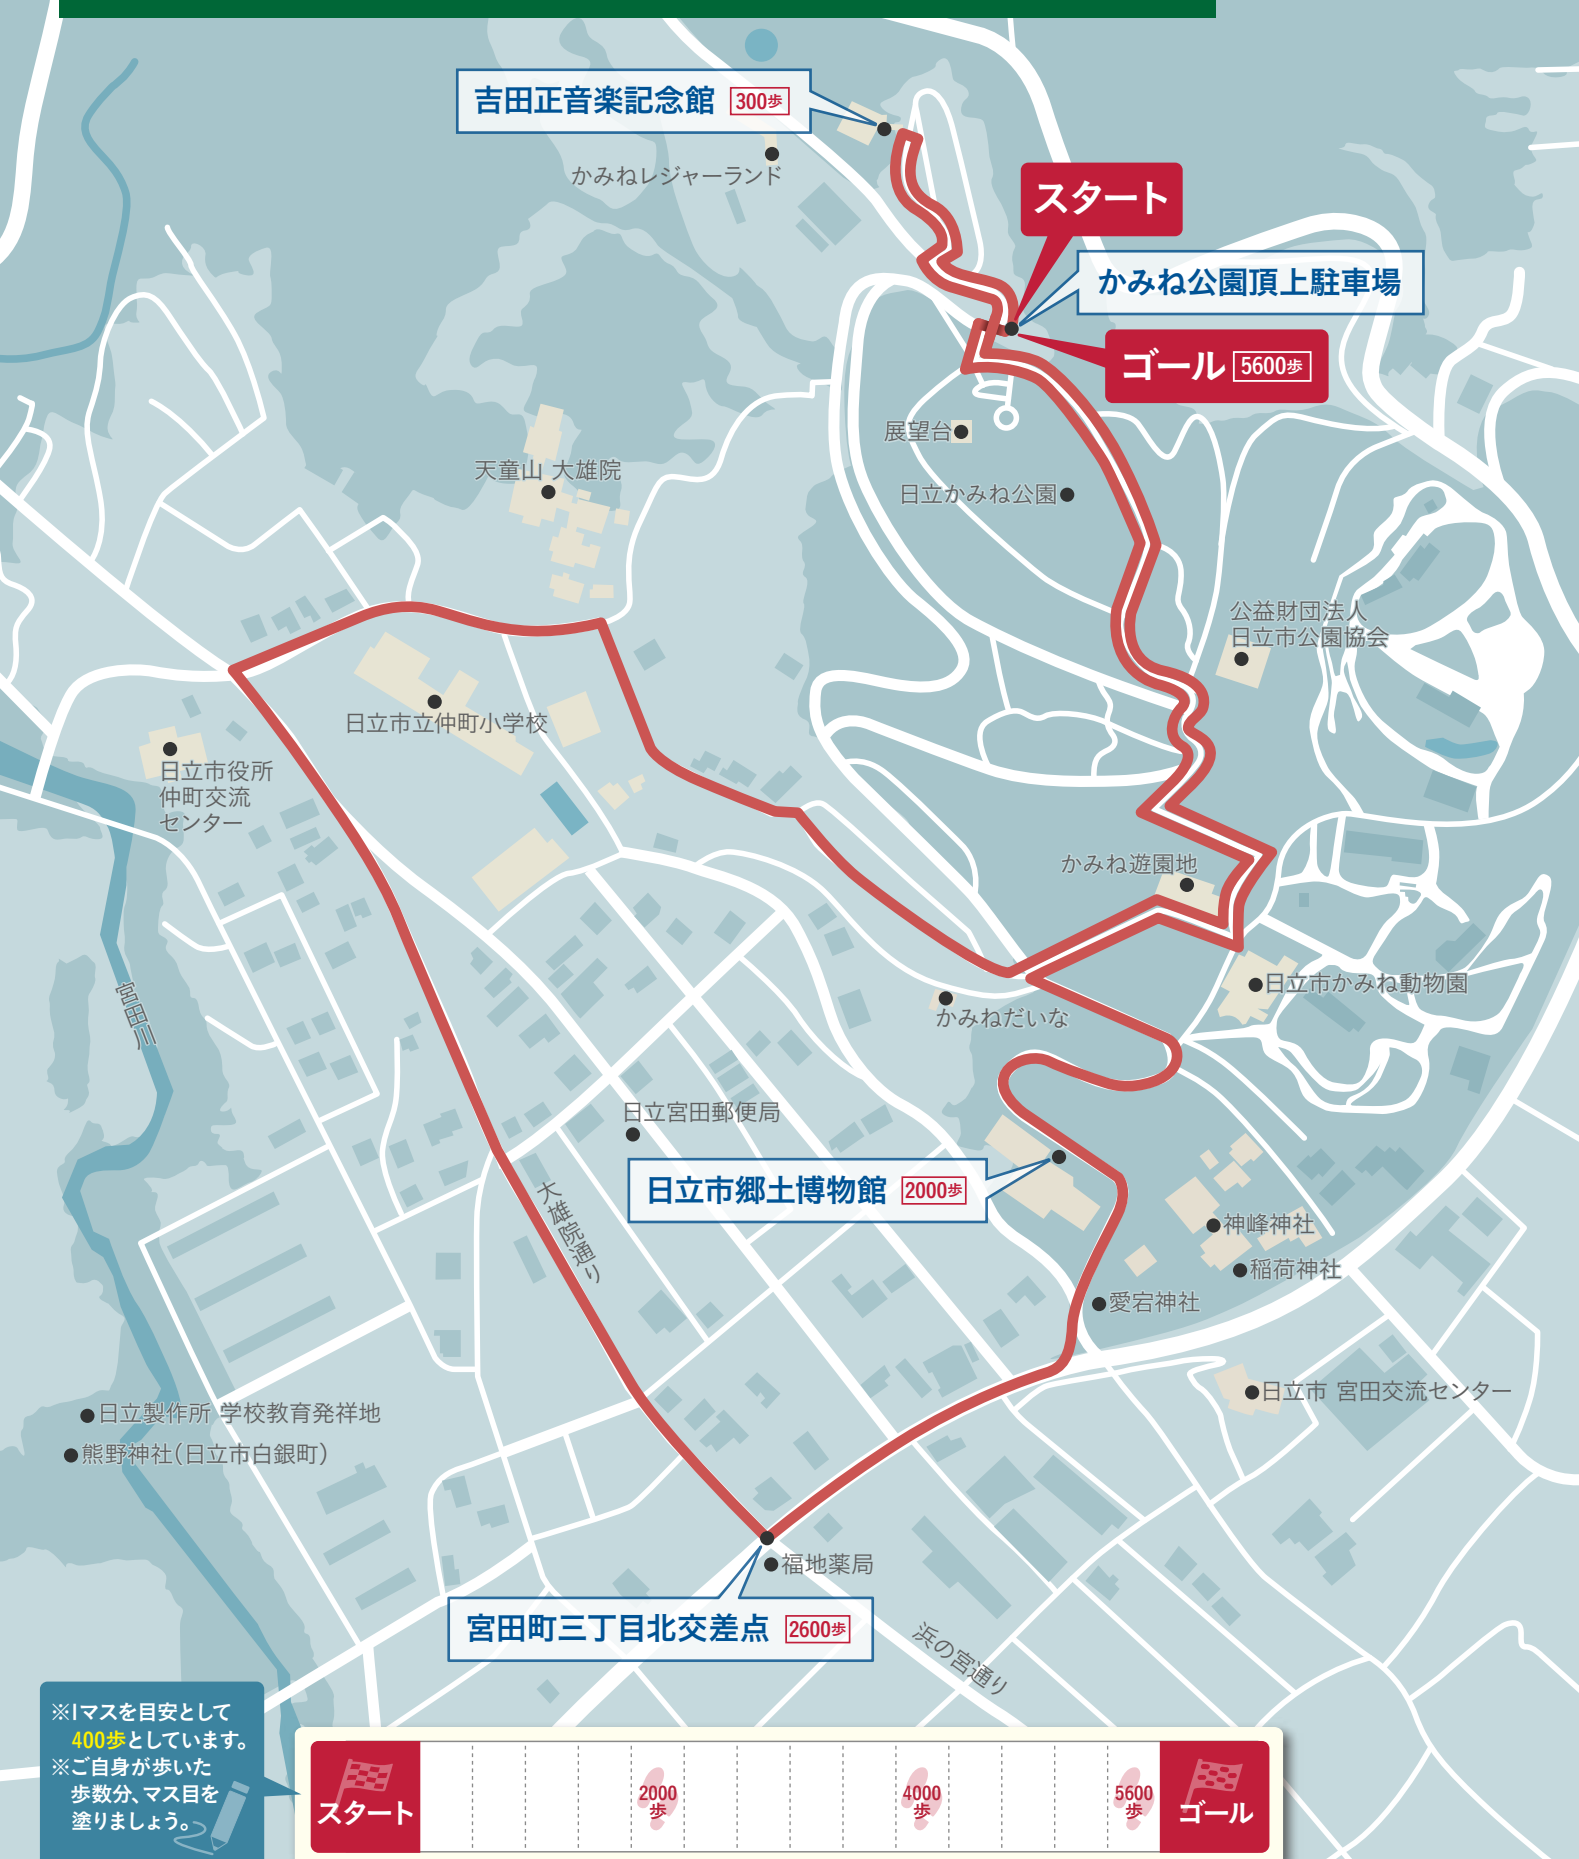 吉田正音楽記念館 300歩
かみねレジャーランド
スタート
かみね公園頂上駐車場
ゴール 5600歩
展望台
天童山 大雄院
日立かみね公園
公益財団法人
日立市公園協会
日立市立仲町小学校
日立市役所
仲町交流
センター
かみね遊園地
日立市かみね動物園
宮田川
かみねだいな
日立宮田郵便局
日立市郷土博物館 2000歩
大雄院通り
神峰神社
稲荷神社
愛宕神社
日立市 宮田交流センター
日立製作所 学校教育発祥地
熊野神社(日立市白銀町)
福地薬局
宮田町三丁目北交差点 2600歩
浜の宮通り
※1マスを目安として
400歩としています。
※ご自身が歩いた
歩数分、マス目を
塗りましょう。
スタート
2000
歩
4000
歩
5600
歩
ゴール